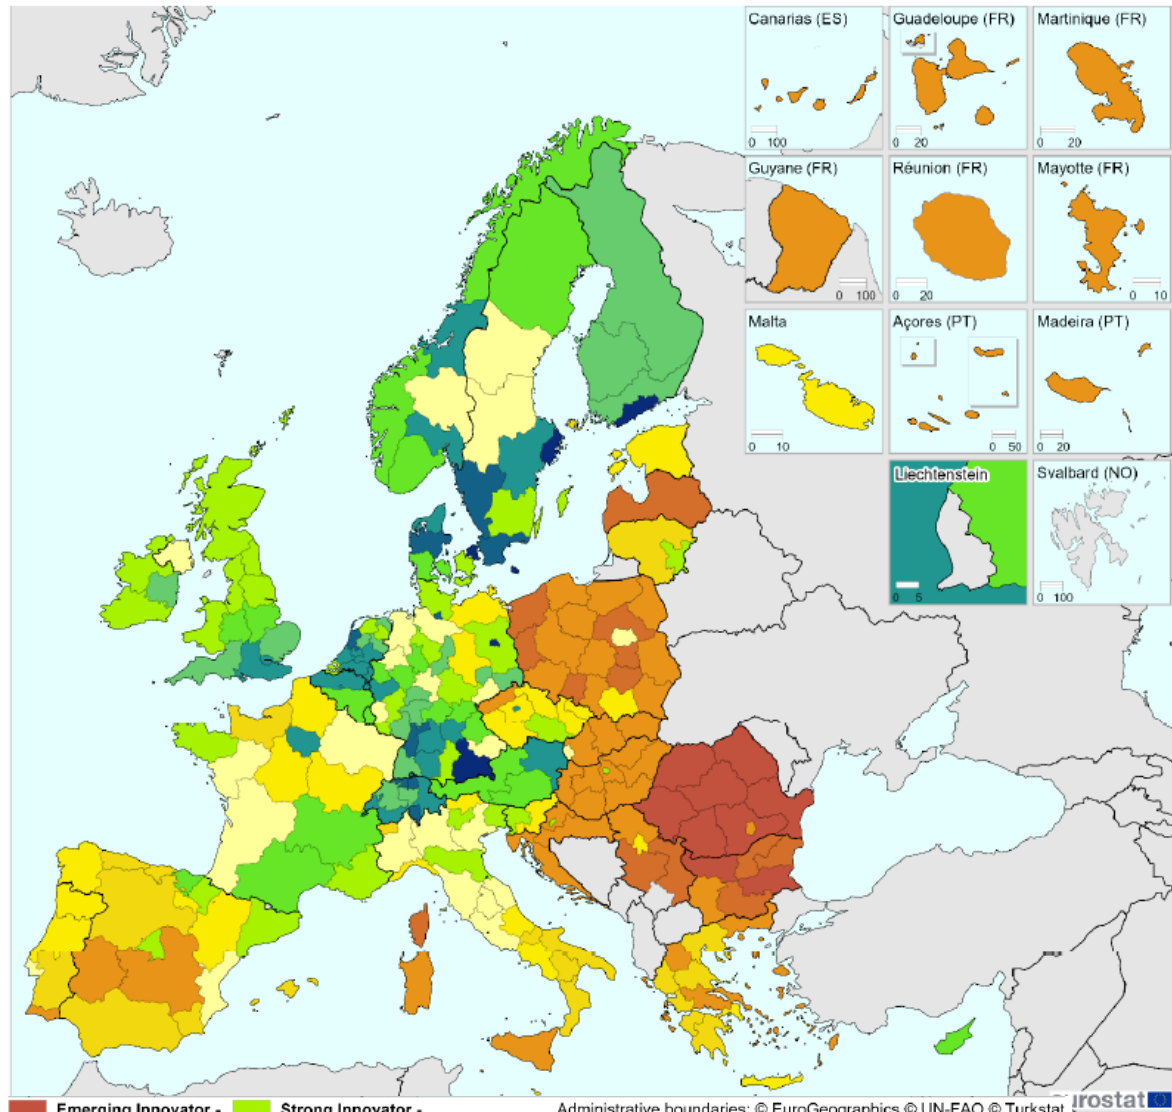 Canarias (ES)
0 100
Guadeloupe (FR)
0 20
Martinique (FR)
0 20
Guyane (FR)
0 100
Réunion (FR)
0 20
Mayotte (FR)
0 10
Malta
0 10
Açores (PT)
0 50
Madeira (PT)
0 20
Liechtenstein
0 5
Svalbard (NO)
0 100
Emerging Innovator -
Strong Innovator -
Administrative boundaries: © EuroGeographics © UN-FAO © Turkstat
urostat